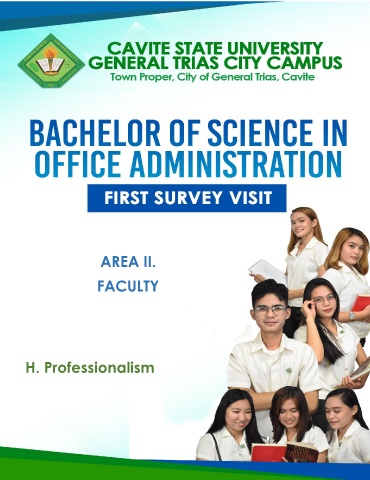 CAVITE STATE UNIVERSITY
GENERAL TRIAS CITY CAMPUS
Town Proper, City of General Trias, Cavite
BACHELOR OF SCIENCE IN
OFFICE ADMINISTRATION
FIRST SURVEY VISIT
AREA II.
FACULTY
H. Professionalism